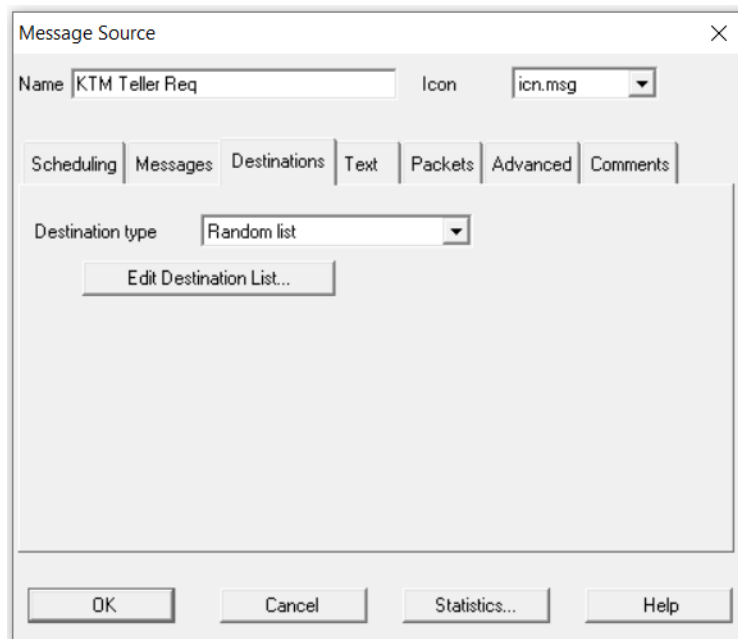 Message Source
Name KTM Teller Req Icon icn.msg
Scheduling Messages Destinations Text Packets Advanced Comments
Destination type Random list
Edit Destination List...
OK Cancel Statistics... Help